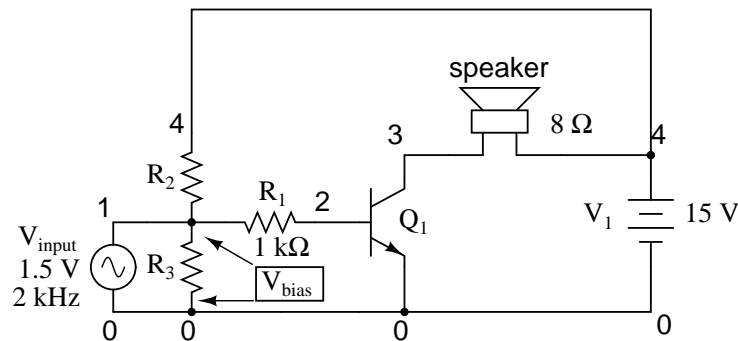 speaker
8 Ω
4
3
4
R2
R1
2
1
Q1
V1
15 V
1 kΩ
Vinput
1.5 V
2 kHz
R3
Vbias
0
0
0
0